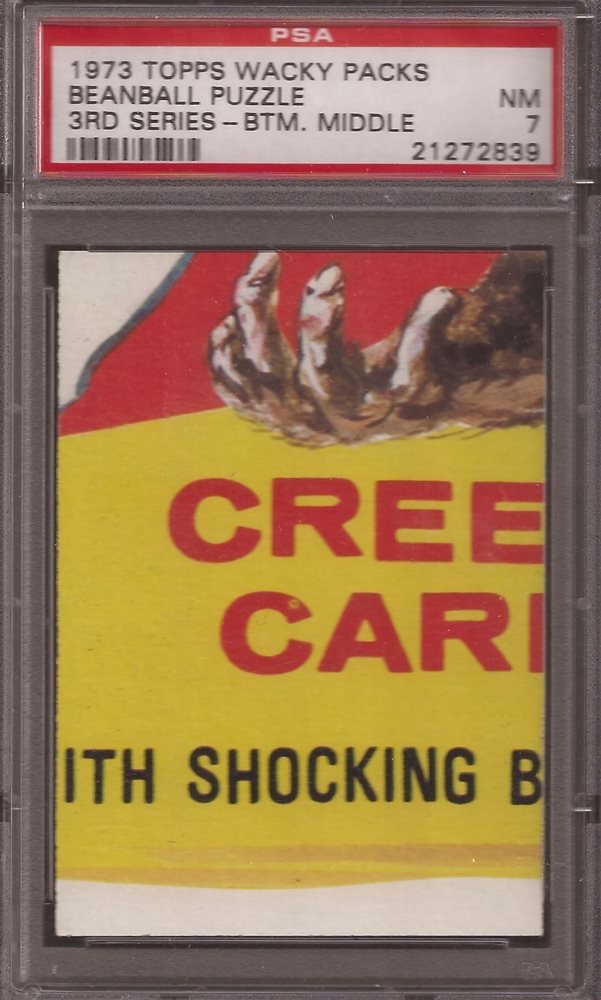 PSA
1973 TOPPS WACKY PACKS
BEANBALL PUZZLE NM
3RD SERIES – BTM. MIDDLE 7
21272839
CREE
CARI
ITH SHOCKING B